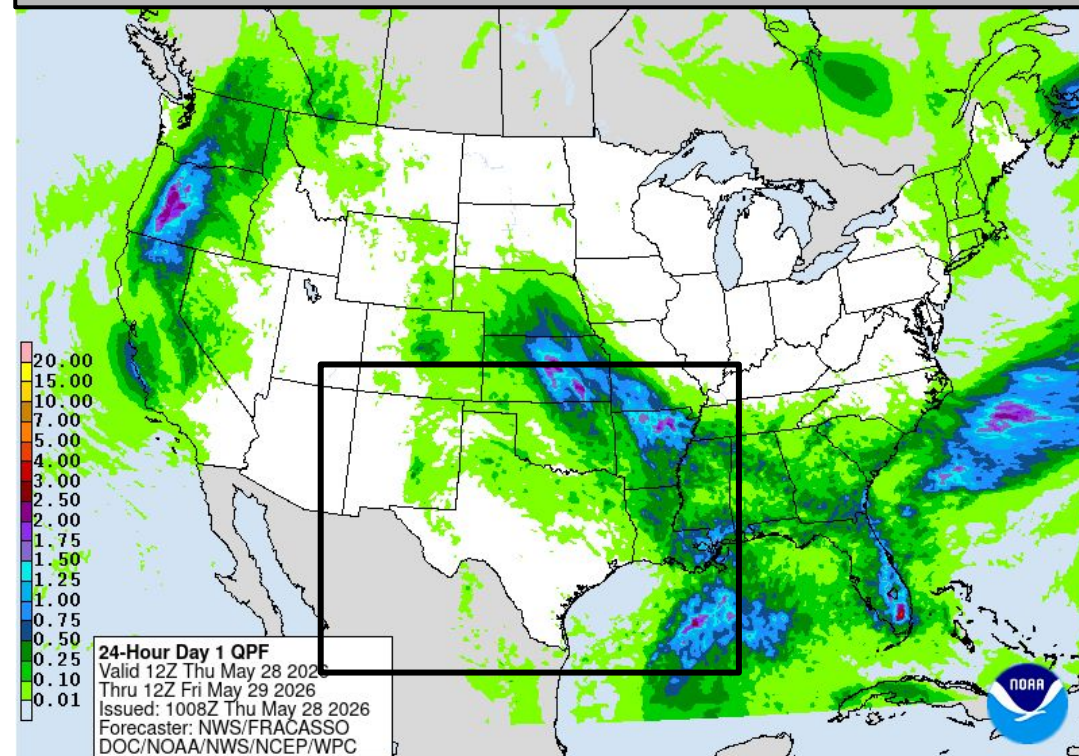 20.00
15.00
10.00
7.00
5.00
4.00
3.00
2.50
2.00
1.75
1.50
1.25
1.00
0.75
0.50
0.25
0.10
0.01
24-Hour Day 1 QPF
Valid 12Z Thu May 28 2026
Thru 12Z Fri May 29 2026
Issued: 1008Z Thu May 28 2026
Forecaster: NWS/FRACASSO
DOC/NOAA/NWS/NCEP/WPC
NOAA